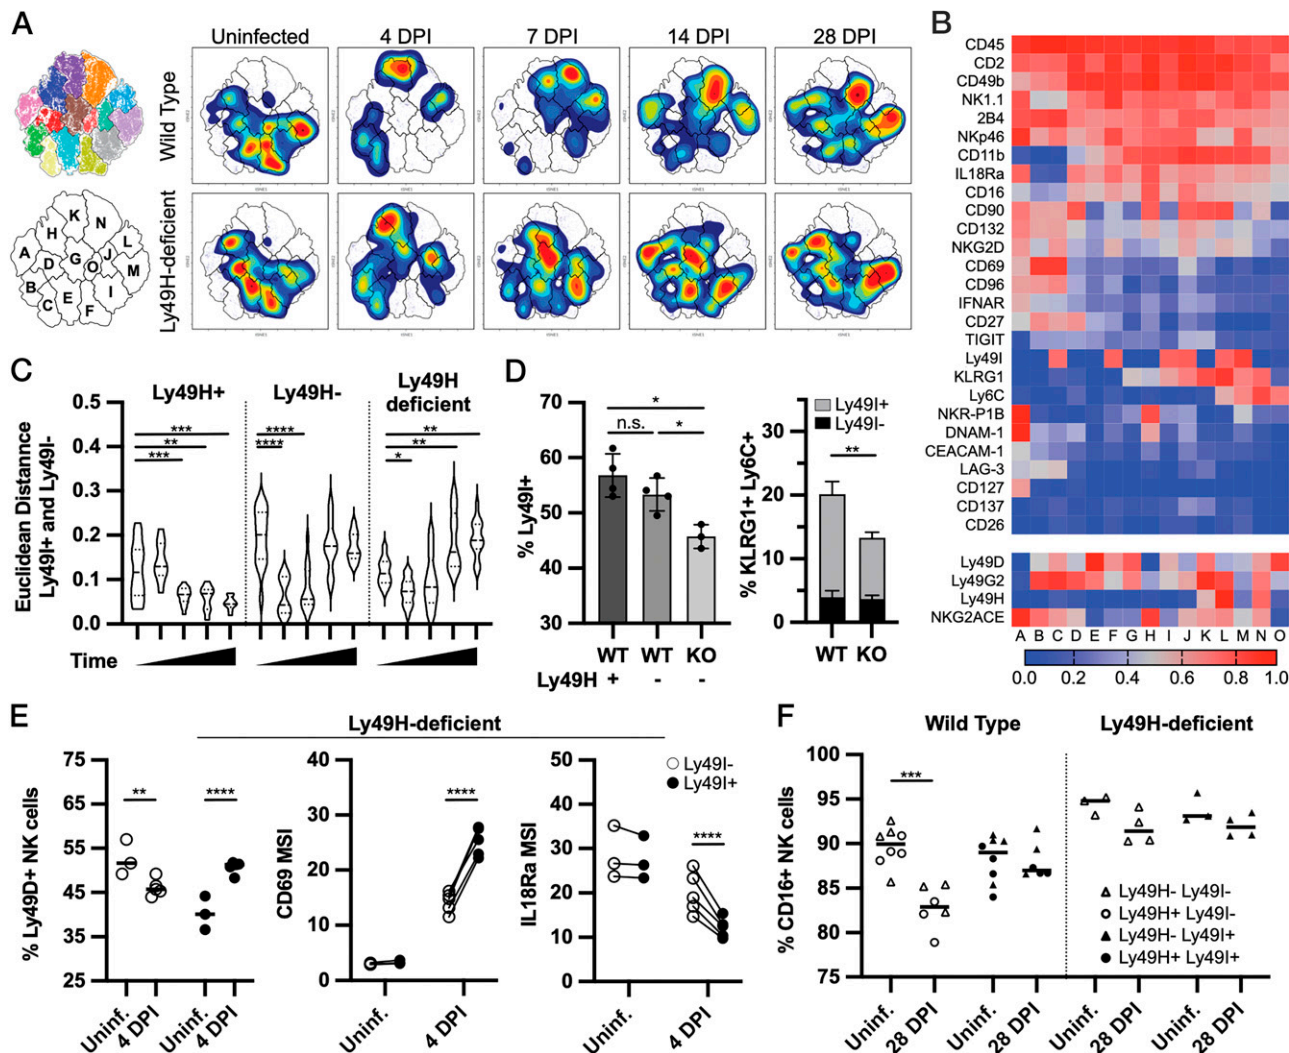 A
Uninfected 4 DPI 7 DPI 14 DPI 28 DPI
Wild Type
Ly49H-deficient
K
N
H
L
A
G
J
D
O
M
B
I
C
E
F
B
CD45
CD2
CD49b
NK1.1
2B4
NKp46
CD11b
IL18Ra
CD16
CD90
CD132
NKG2D
CD69
CD96
IFNAR
CD27
TIGIT
Ly49I
KLRG1
Ly6C
NKR-P1B
DNAM-1
CEACAM-1
LAG-3
CD127
CD137
CD26
Ly49D
Ly49G2
Ly49H
NKG2ACE
A B C D E F G H I J K L M N O
0.0 0.2 0.4 0.6 0.8 1.0
C
Euclidean Distannce
Ly49I+ and Ly49I-
0.5
0.4
0.3
0.2
0.1
0.0
Ly49H+ Ly49H- Ly49H
deficient
***
**
***
****
****
**
**
*
Time
D
% Ly49I+
70
60
50
40
30
*
n.s. *
WT WT KO
Ly49H + - -
% KLRG1+ Ly6C+
30
20
10
0
Ly49I+
Ly49I-
**
WT KO
E
Ly49H-deficient
% Ly49D+ NK cells
75
65
55
45
35
25
** ****
Uninf. 4 DPI Uninf. 4 DPI
CD69 MSI
40
30
20
10
0
****
Uninf. 4 DPI
IL18Ra MSI
50
40
30
20
10
0
Ly49I-
Ly49I+
****
Uninf. 4 DPI
F
Wild Type Ly49H-deficient
% CD16+ NK cells
100
95
90
85
80
75
***
Ly49H- Ly49I-
Ly49H+ Ly49I-
Ly49H- Ly49I+
Ly49H+ Ly49I+
Uninf. 28 DPI Uninf. 28 DPI Uninf. 28 DPI Uninf. 28 DPI